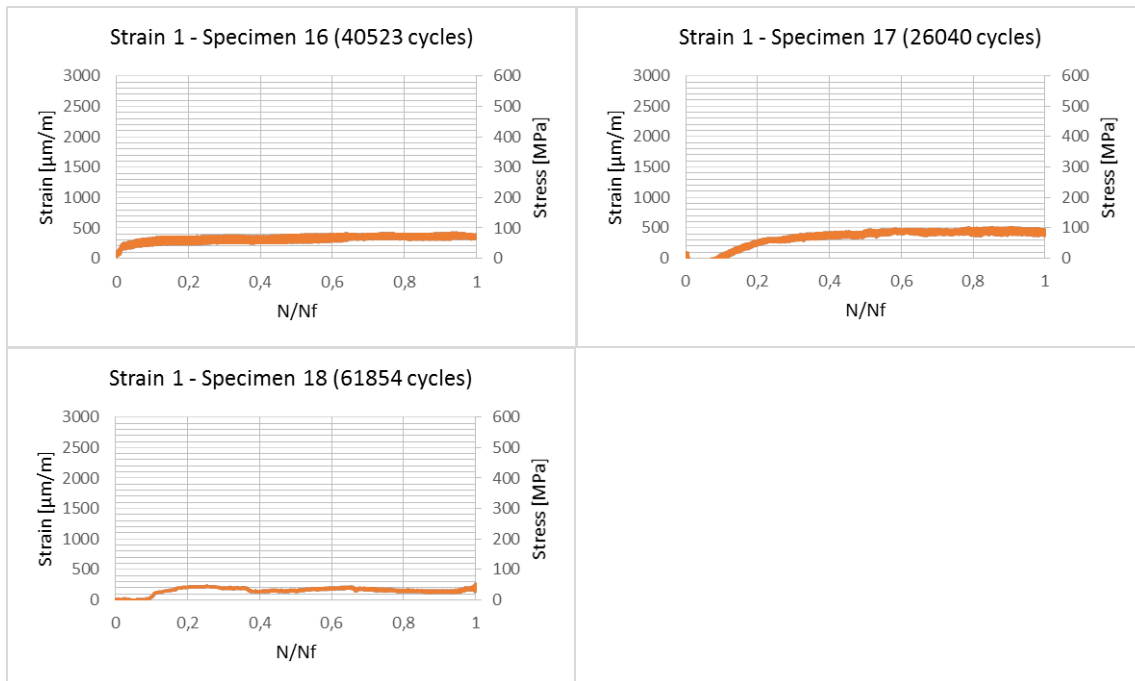 Strain 1 - Specimen 16 (40523 cycles)
Strain [µm/m]
3000
2500
2000
1500
1000
500
0
600
500
400
300
200
100
0
Stress [MPa]
0 0,2 0,4 0,6 0,8 1
N/Nf
Strain 1 - Specimen 17 (26040 cycles)
Strain [µm/m]
3000
2500
2000
1500
1000
500
0
600
500
400
300
200
100
0
Stress [MPa]
0 0,2 0,4 0,6 0,8 1
N/Nf
Strain 1 - Specimen 18 (61854 cycles)
Strain [µm/m]
3000
2500
2000
1500
1000
500
0
600
500
400
300
200
100
0
Stress [MPa]
0 0,2 0,4 0,6 0,8 1
N/Nf